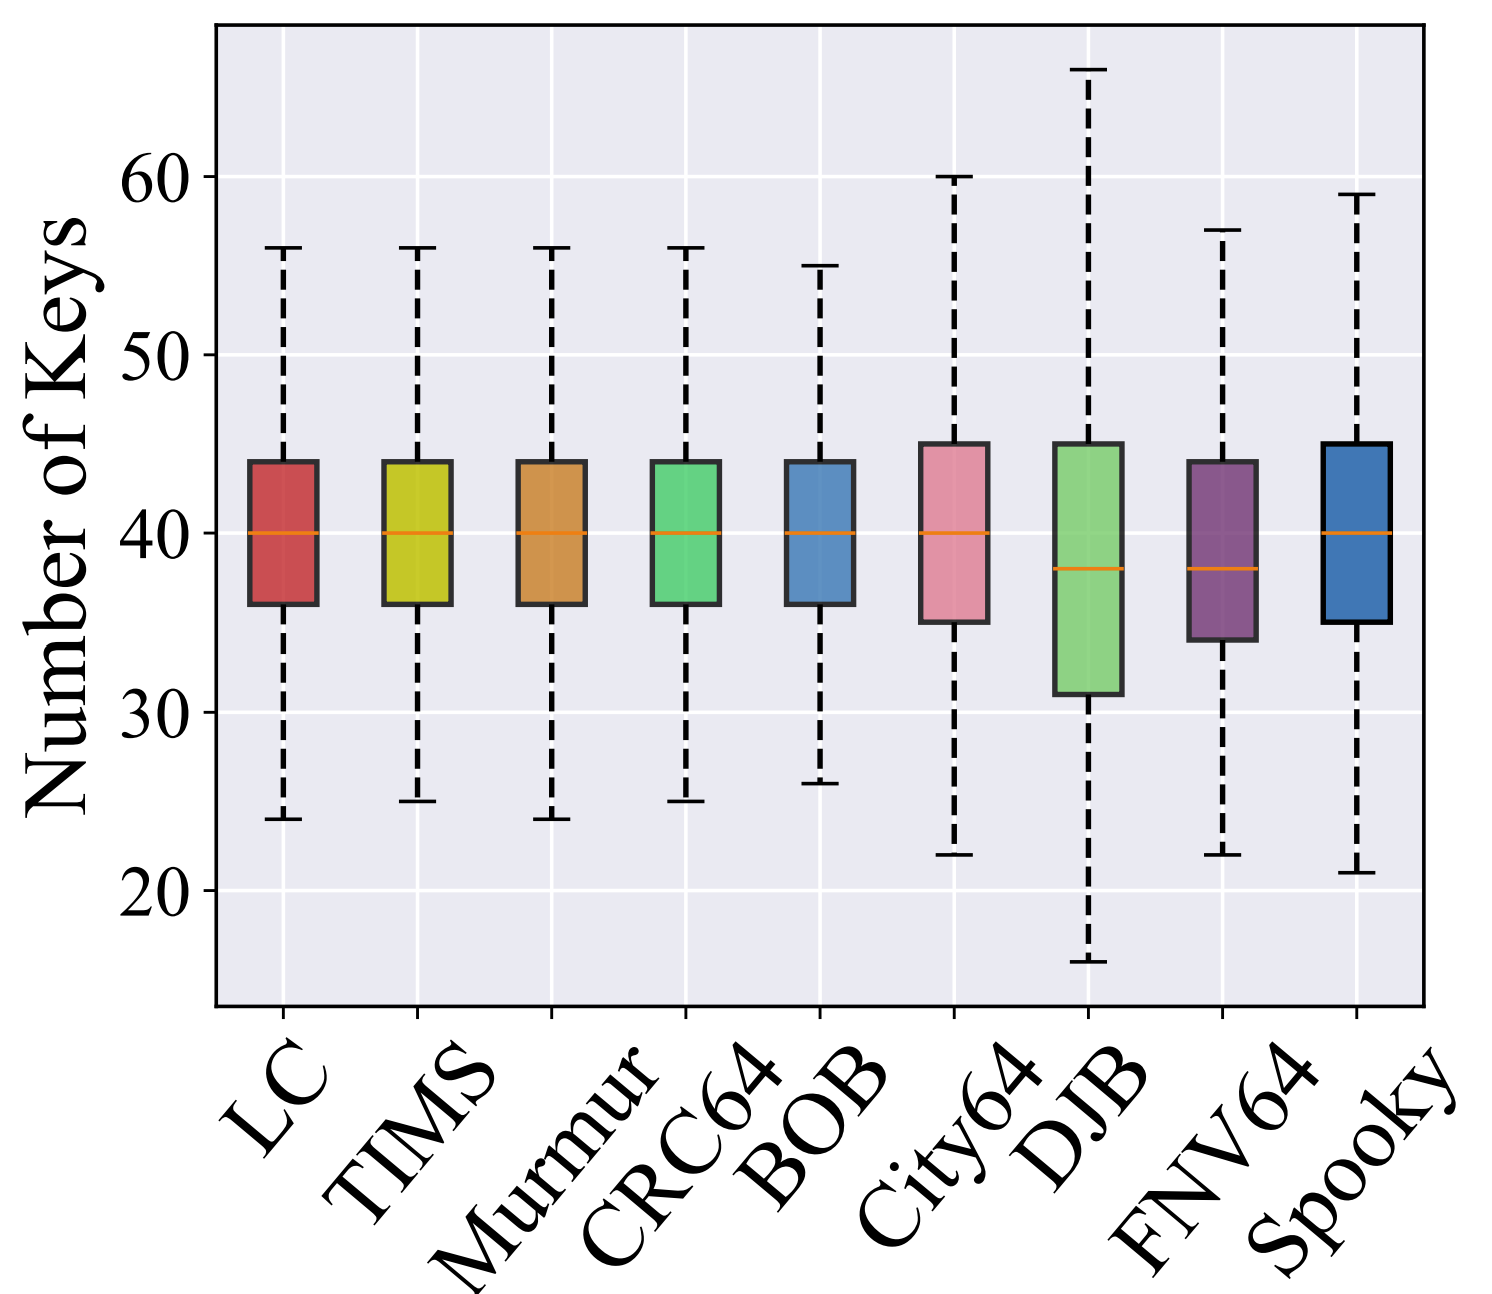 Number of Keys
60
50
40
30
20
LC
TIMS
Murmur
CRC64
BOB
City64
DJB
FNV64
Spooky